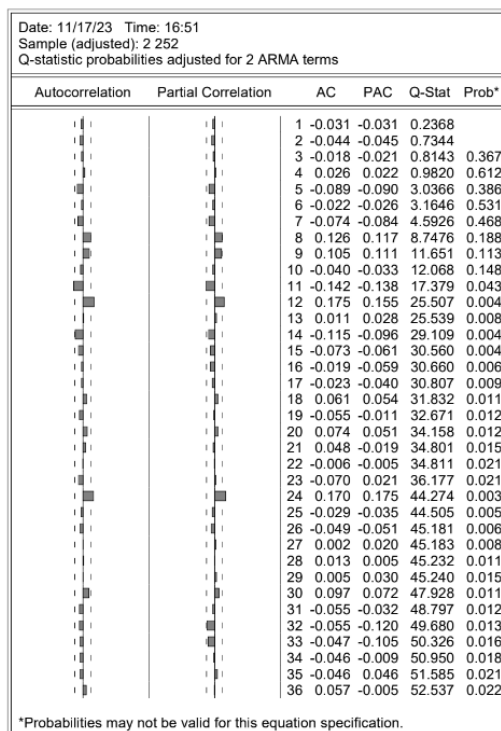 Date: 11/17/23 Time: 16:51
Sample (adjusted): 2 252
Q-statistic probabilities adjusted for 2 ARMA terms
Autocorrelation Partial Correlation AC PAC Q-Stat Prob*
1 -0.031 -0.031 0.2368
2 -0.044 -0.045 0.7344
3 -0.018 -0.021 0.8143 0.367
4 0.026 0.022 0.9820 0.612
5 -0.089 -0.090 3.0366 0.386
6 -0.022 -0.026 3.1646 0.531
7 -0.074 -0.084 4.5926 0.468
8 0.126 0.117 8.7476 0.188
9 0.105 0.111 11.651 0.113
10 -0.040 -0.033 12.068 0.148
11 -0.142 -0.138 17.379 0.043
12 0.175 0.155 25.507 0.004
13 0.011 0.028 25.539 0.008
14 -0.115 -0.096 29.109 0.004
15 -0.073 -0.061 30.560 0.004
16 -0.019 -0.059 30.660 0.006
17 -0.023 -0.040 30.807 0.009
18 0.061 0.054 31.832 0.011
19 -0.055 -0.011 32.671 0.012
20 0.074 0.051 34.158 0.012
21 0.048 -0.019 34.801 0.015
22 -0.006 -0.005 34.811 0.021
23 -0.070 0.021 36.177 0.021
24 0.170 0.175 44.274 0.003
25 -0.029 -0.035 44.505 0.005
26 -0.049 -0.051 45.181 0.006
27 0.002 0.020 45.183 0.008
28 0.013 0.005 45.232 0.011
29 0.005 0.030 45.240 0.015
30 0.097 0.072 47.928 0.011
31 -0.055 -0.032 48.797 0.012
32 -0.055 -0.120 49.680 0.013
33 -0.047 -0.105 50.326 0.016
34 -0.046 -0.009 50.950 0.018
35 -0.046 0.046 51.585 0.021
36 0.057 -0.005 52.537 0.022
*Probabilities may not be valid for this equation specification.